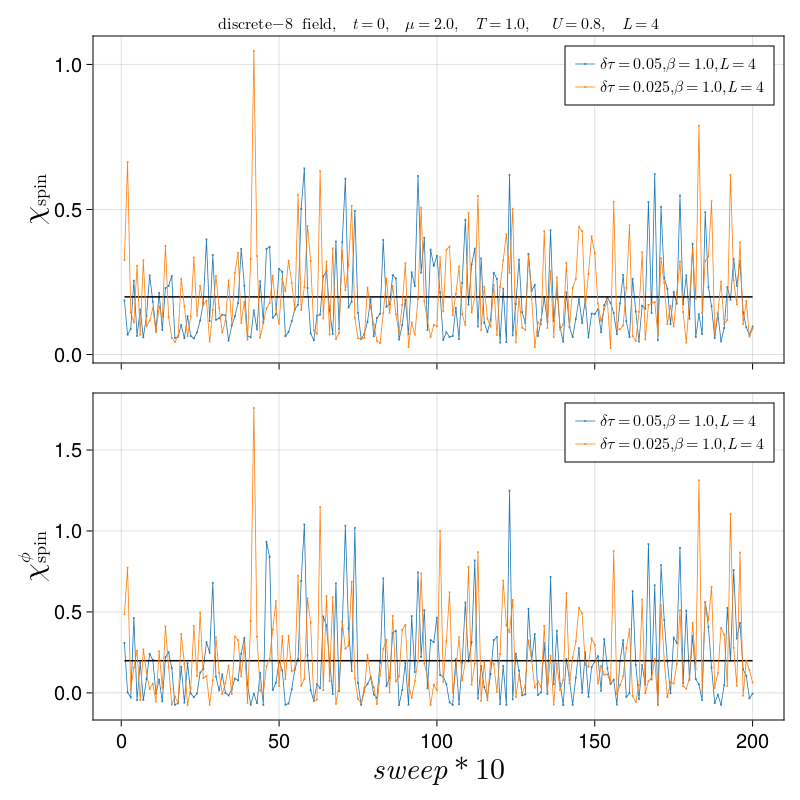 discrete−8 field, t = 0, μ = 2.0, T = 1.0, U = 0.8, L = 4
1.0
0.5
0.0
χspin
δτ = 0.05,β = 1.0, L = 4
δτ = 0.025,β = 1.0, L = 4
1.5
1.0
0.5
0.0
χ^ϕ_spin
δτ = 0.05,β = 1.0, L = 4
δτ = 0.025,β = 1.0, L = 4
0 50 100 150 200
sweep * 10